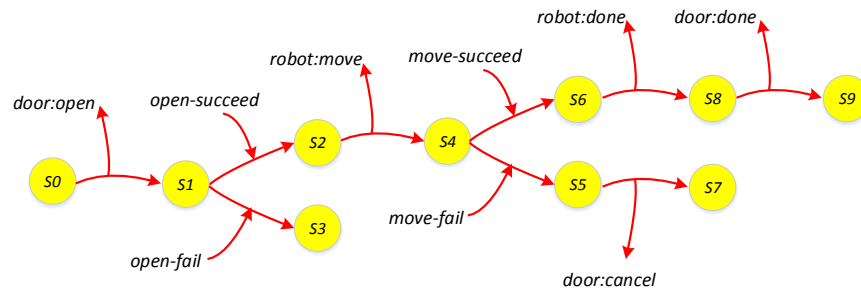 robot:done
door:done
robot:move
move-succeed
door:open
open-succeed
S6
S8
S9
S2
S4
S0
S1
S5
S7
S3
move-fail
open-fail
door:cancel